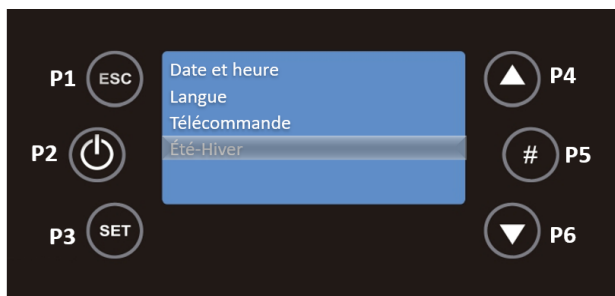 P1 ESC
P2
P3 SET
Date et heure
Langue
Télécommande
Été-Hiver
P4
# P5
P6